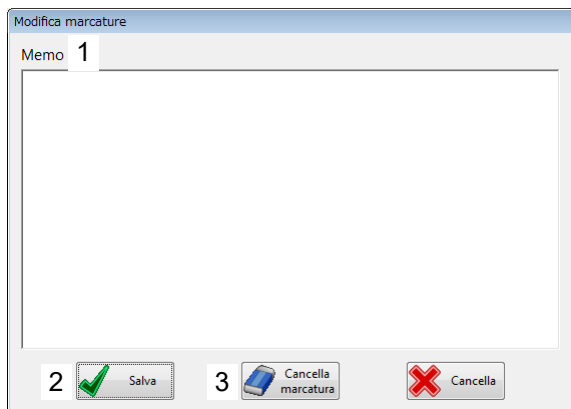 Modifica marcature
Memo 1
2 Salva
3 Cancella
marcatura
Cancella